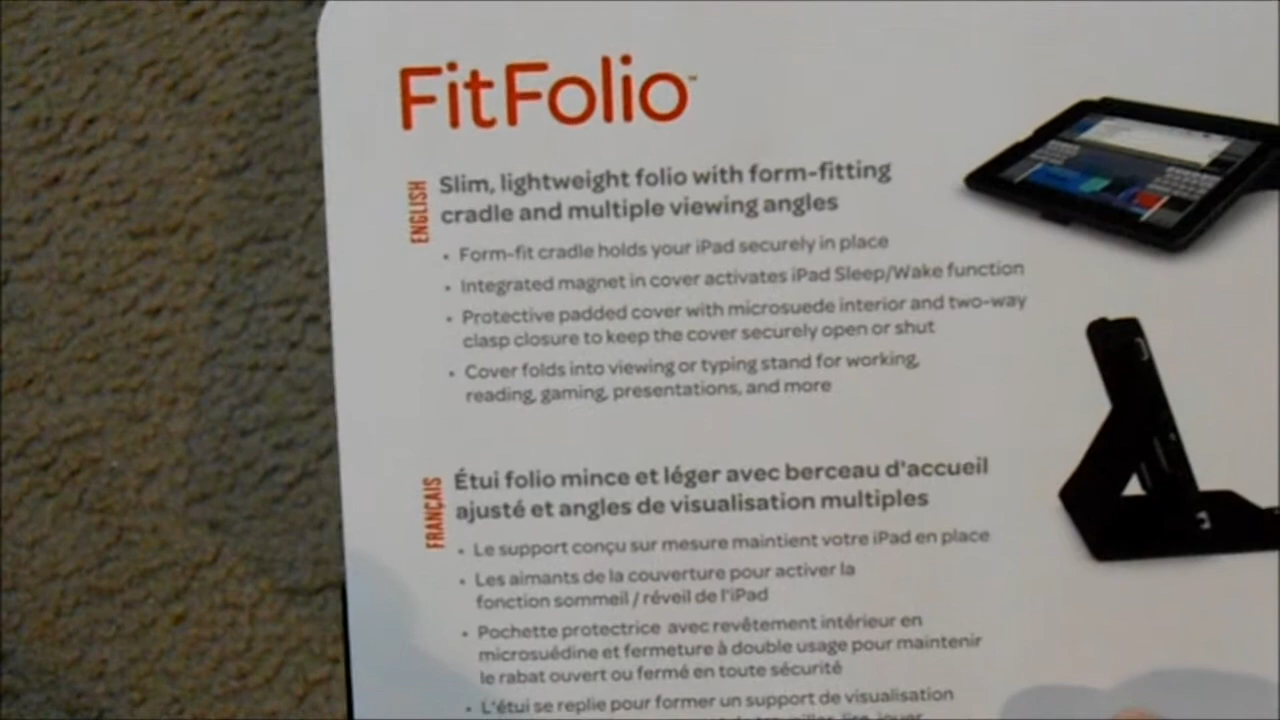 FitFolio™
ENGLISH
Slim, lightweight folio with form-fitting
cradle and multiple viewing angles
• Form-fit cradle holds your iPad securely in place
• Integrated magnet in cover activates iPad Sleep/Wake function
• Protective padded cover with microsuede interior and two-way
clasp closure to keep the cover securely open or shut
• Cover folds into viewing or typing stand for working,
reading, gaming, presentations, and more
FRANÇAIS
Étui folio mince et léger avec berceau d'accueil
ajusté et angles de visualisation multiples
• Le support conçu sur mesure maintient votre iPad en place
• Les aimants de la couverture pour activer la
fonction sommeil / réveil de l'iPad
• Pochette protectrice avec revêtement intérieur en
microsuédine et fermeture à double usage pour maintenir
le rabat ouvert ou fermé en toute sécurité
• L'étui se replie pour former un support de visualisation